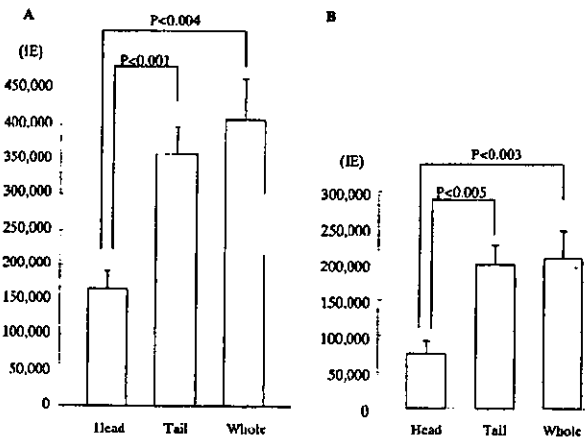 A
P<0.004
(IE)
P<0.001
450,000
400,000
350,000
300,000
250,000
200,000
150,000
100,000
50,000
0
Head Tail Whole
B
P<0.003
(IE)
P<0.005
300,000
250,000
200,000
150,000
100,000
50,000
0
Head Tail Whole